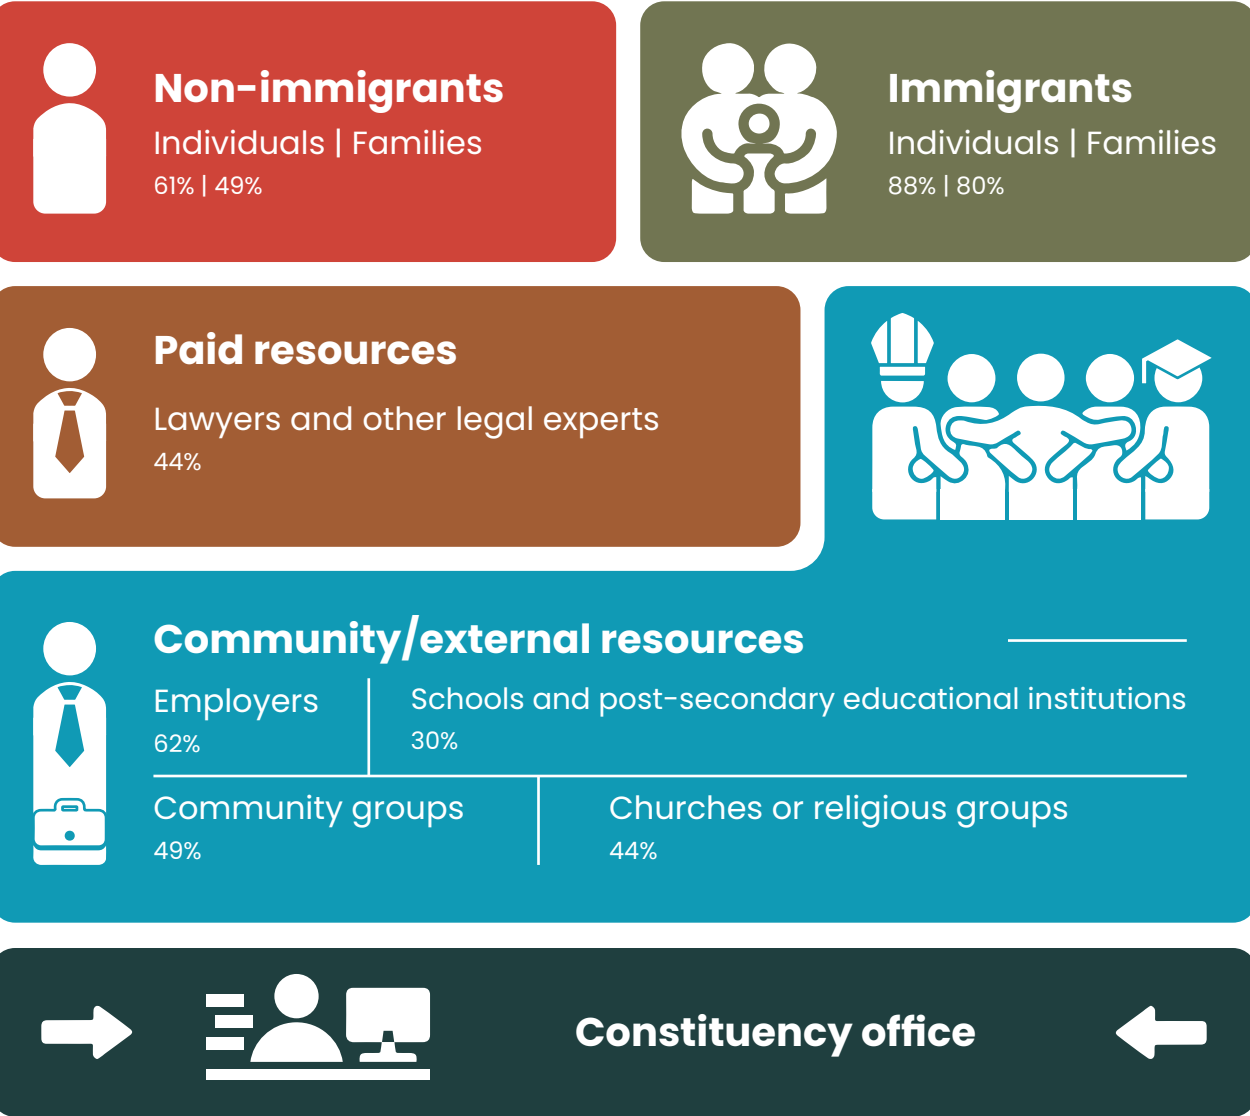 Non-immigrants
Individuals | Families
61% | 49%
Immigrants
Individuals | Families
88% | 80%
Paid resources
Lawyers and other legal experts
44%
Community/external resources
Employers
62%
Schools and post-secondary educational institutions
30%
Community groups
49%
Churches or religious groups
44%
Constituency office